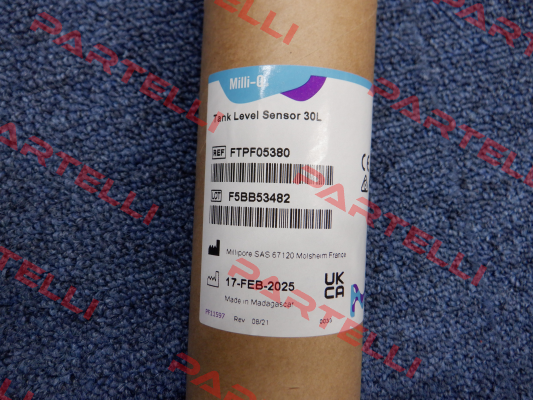 Milli-Q
Tank Level Sensor 30L
REF FTPF05380
LOT F5BB53482
Millipore SAS 67120 Molsheim France
17-FEB-2025
Made in Madagascar
UK
CA
PR11597 Rev. 08/21
PARTELLI
PARTELLI
PARTELLI
PARTELLI
PARTELLI
PARTELLI